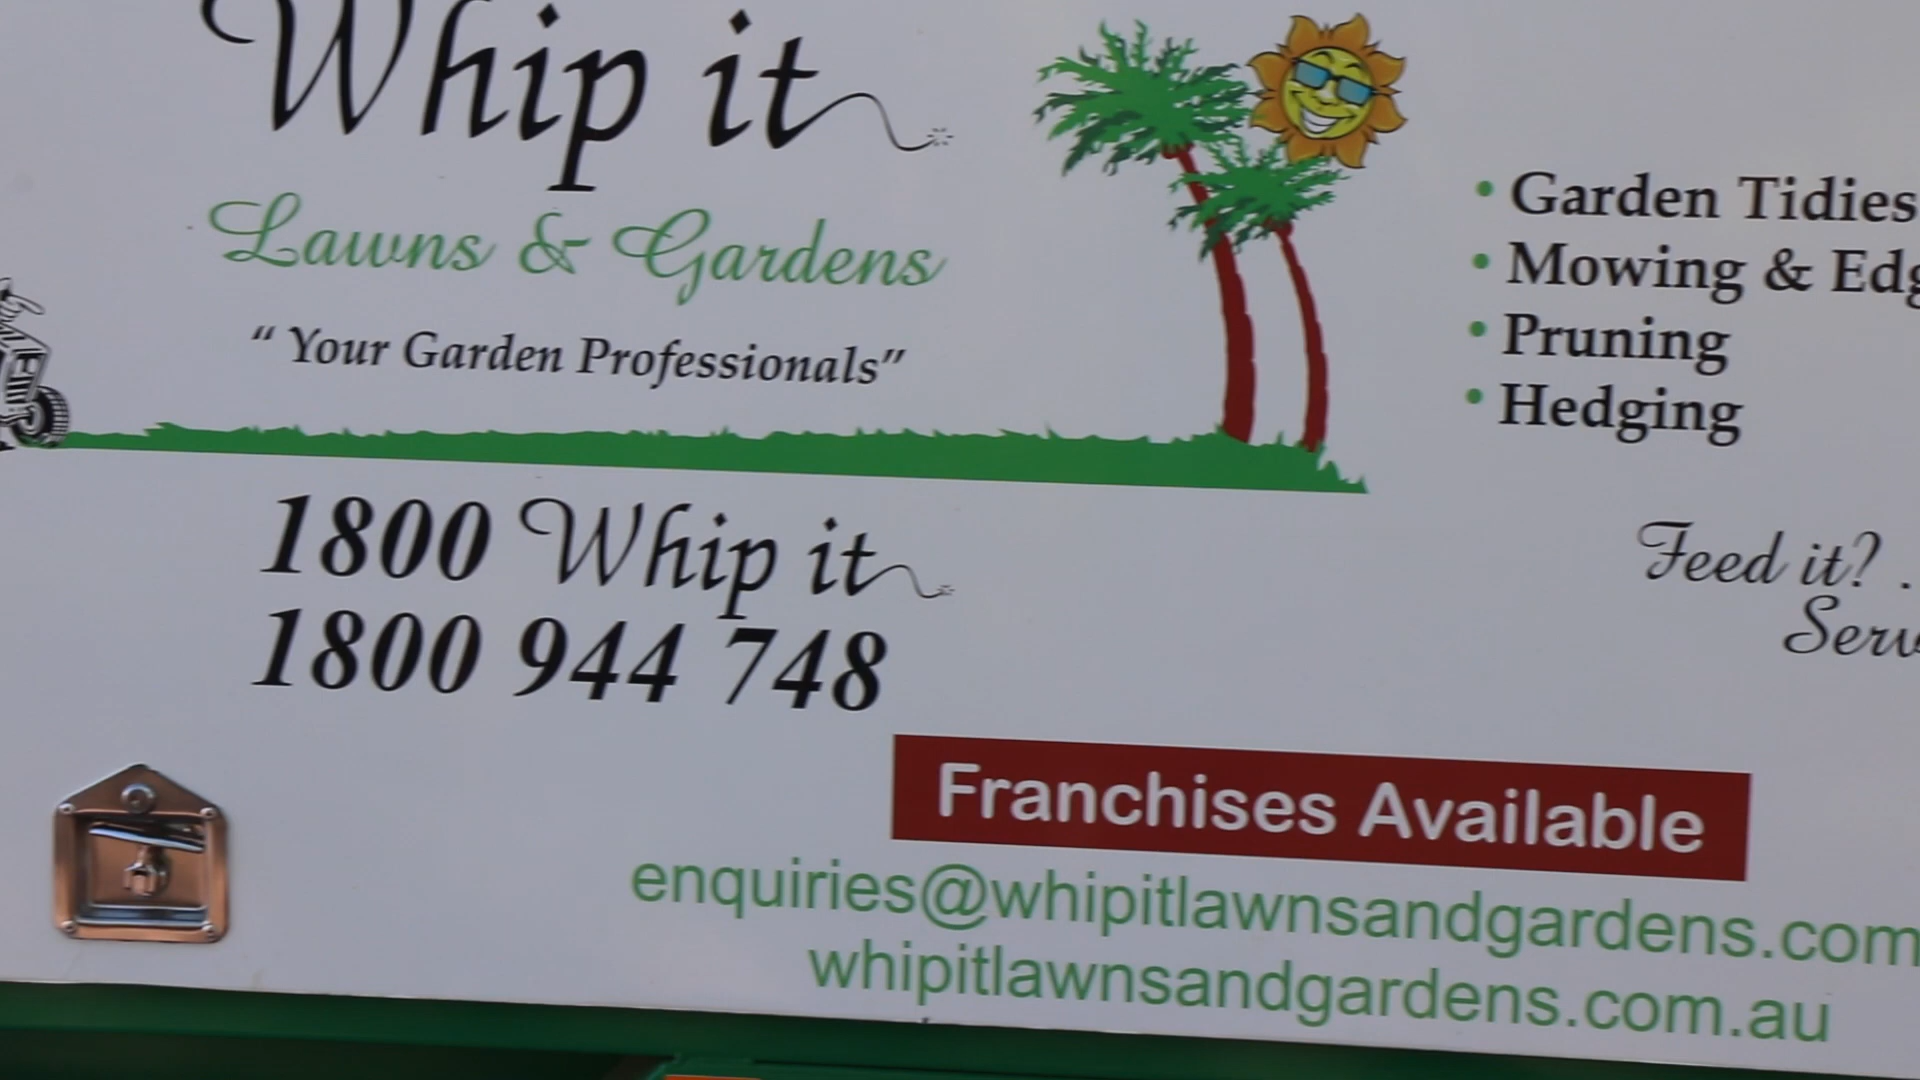 Whip it
Lawns & Gardens
“ Your Garden Professionals”
• Garden Tidies
• Mowing &
• Pruning
• Hedging
1800 Whip it
1800 944 748
Feed it? .
Franchises Available
enquiries@whipitlawnsandgardens.com
whipitlawnsandgardens.com.au